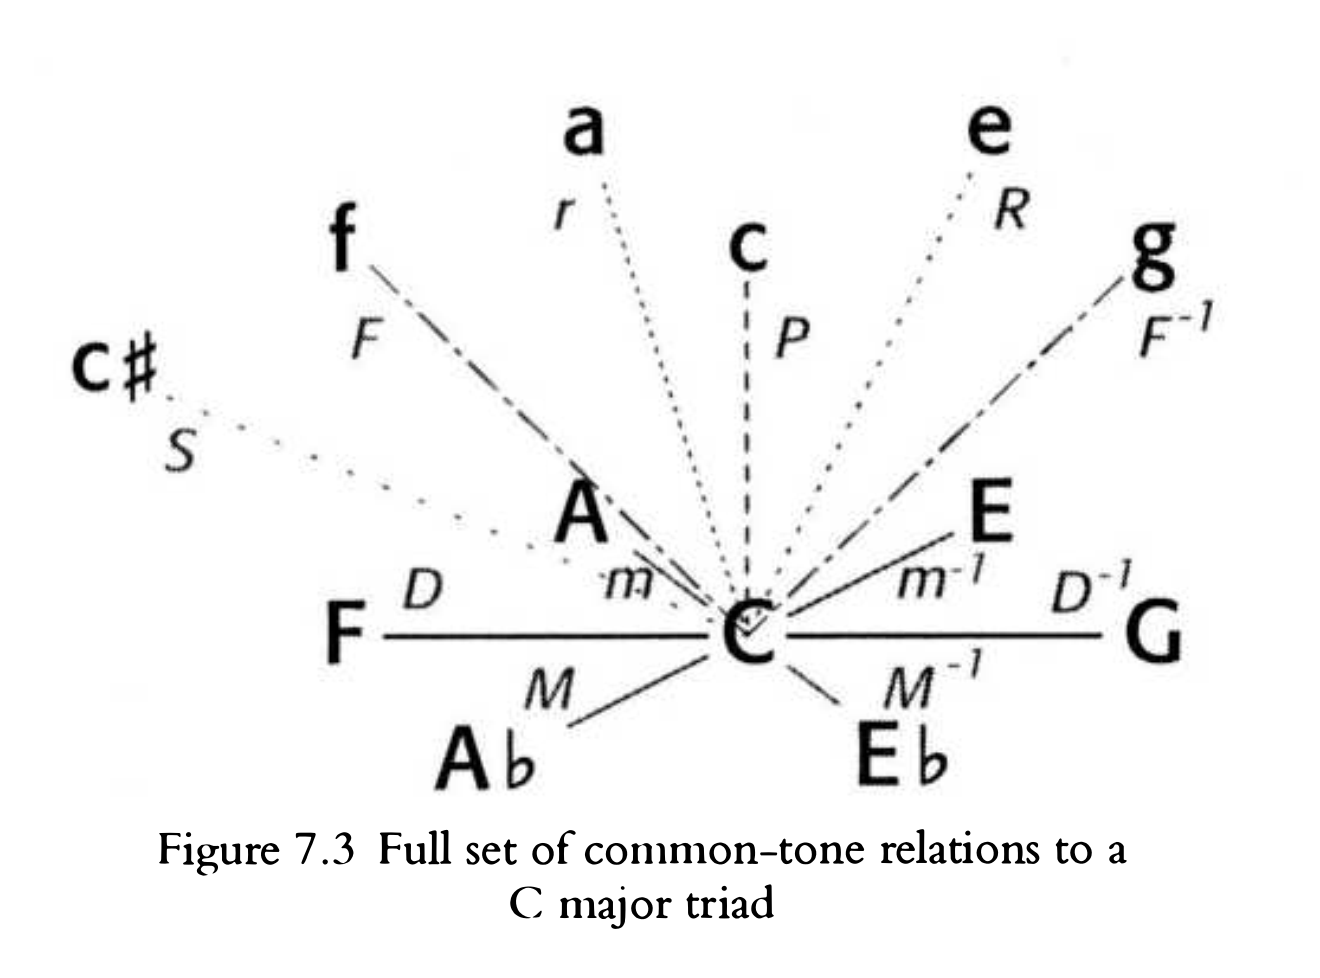 a
e
r
R
f
c
g
F
P
F⁻¹
c♯
S
A
E
m
m⁻¹
D
D⁻¹
F
C
G
M
M⁻¹
A♭
E♭
Figure 7.3 Full set of common-tone relations to a
C major triad